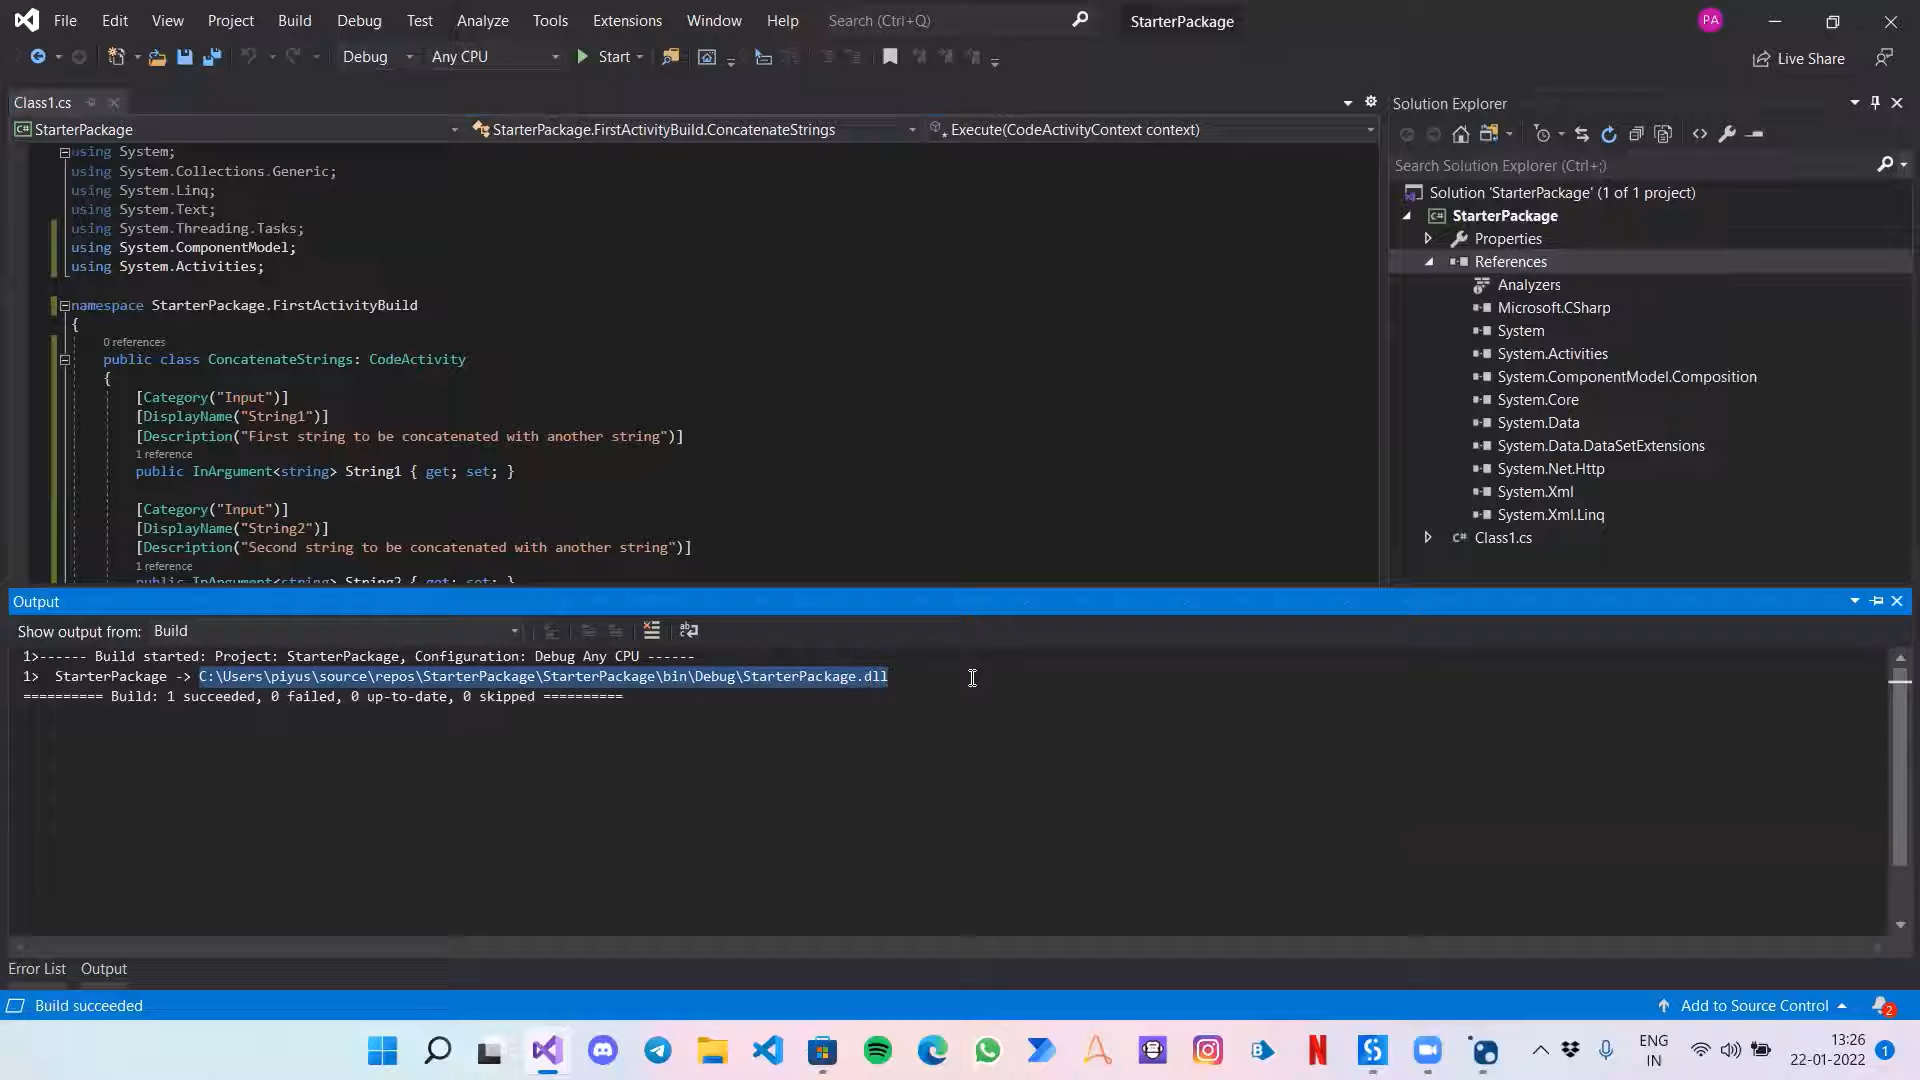 File Edit View Project Build Debug Test Analyze Tools Extensions Window Help Search (Ctrl+Q) StarterPackage PA
Debug Any CPU Start Live Share
Class1.cs
StarterPackage StarterPackage.FirstActivityBuild.ConcatenateStrings Execute(CodeActivityContext context)
using System;
using System.Collections.Generic;
using System.Linq;
using System.Text;
using System.Threading.Tasks;
using System.ComponentModel;
using System.Activities;
namespace StarterPackage.FirstActivityBuild
{
0 references
public class ConcatenateStrings: CodeActivity
{
[Category("Input")]
[DisplayName("String1")]
[Description("First string to be concatenated with another string")]
1 reference
public InArgument<string> String1 { get; set; }
[Category("Input")]
[DisplayName("String2")]
[Description("Second string to be concatenated with another string")]
1 reference
public InArgument<string> String2 { get; set; }
Solution Explorer
Search Solution Explorer (Ctrl+;)
Solution 'StarterPackage' (1 of 1 project)
C# StarterPackage
Properties
References
Analyzers
Microsoft.CSharp
System
System.Activities
System.ComponentModel.Composition
System.Core
System.Data
System.Data.DataSetExtensions
System.Net.Http
System.Xml
System.Xml.Linq
C# Class1.cs
Output
Show output from: Build
1>------ Build started: Project: StarterPackage, Configuration: Debug Any CPU ------
1>  StarterPackage -> C:\Users\piyus\source\repos\StarterPackage\StarterPackage\bin\Debug\StarterPackage.dll
========== Build: 1 succeeded, 0 failed, 0 up-to-date, 0 skipped ==========
Error List Output
Build succeeded Add to Source Control 2
ENG
IN
13:26
22-01-2022
1